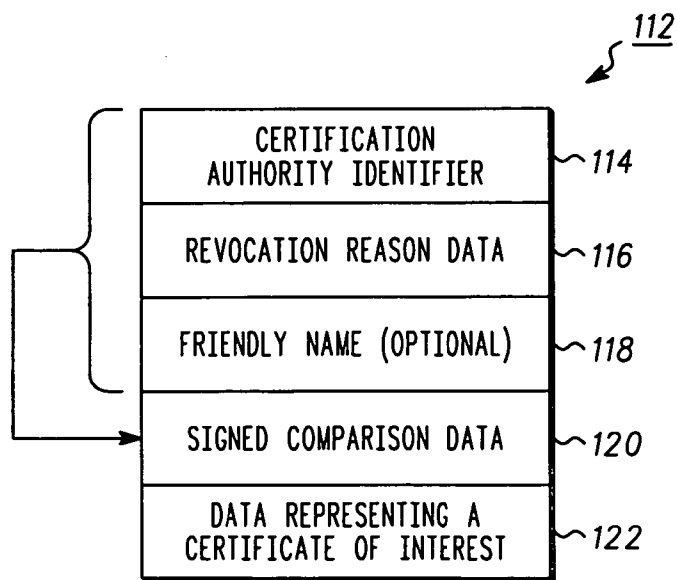 112
CERTIFICATION
AUTHORITY IDENTIFIER
114
REVOCATION REASON DATA
116
FRIENDLY NAME (OPTIONAL)
118
SIGNED COMPARISON DATA
120
DATA REPRESENTING A
CERTIFICATE OF INTEREST
122